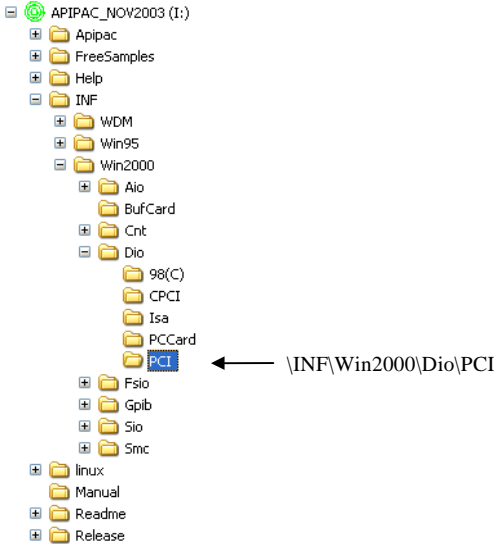 APIPAC_NOV2003 (I:)
Apipac
FreeSamples
Help
INF
WDM
Win95
Win2000
Aio
BufCard
Cnt
Dio
98(C)
CPCI
Isa
PCCard
PCI \INF\Win2000\Dio\PCI
Fsio
Gpib
Sio
Smc
linux
Manual
Readme
Release